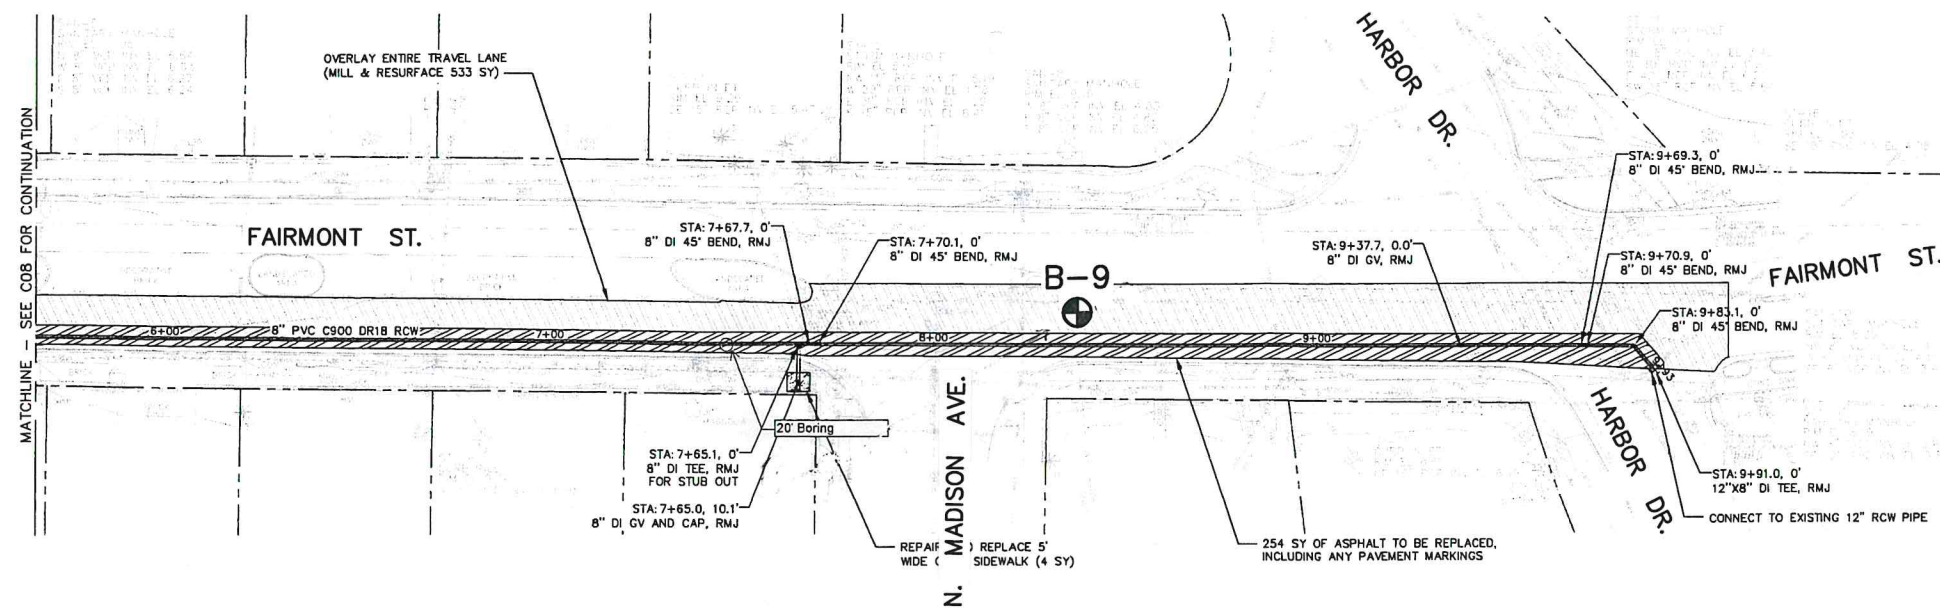 HARBOR DR.
OVERLAY ENTIRE TRAVEL LANE
(MILL & RESURFACE 533 SY)
MATCHLINE - SEE C08 FOR CONTINUATION
STA: 9+69.3, 0'
8" DI 45° BEND, RMJ
FAIRMONT ST.
STA: 7+67.7, 0'
8" DI 45° BEND, RMJ
STA: 7+70.1, 0'
8" DI 45° BEND, RMJ
STA: 9+37.7, 0.0'
8" DI GV, RMJ
STA: 9+70.9, 0'
8" DI 45° BEND, RMJ
FAIRMONT ST.
B-9
STA: 9+83.1, 0'
8" DI 45° BEND, RMJ
6+00
8" PVC C900 DR18 RCW
7+00
8+00
9+00
9+93
20' Boring
STA: 7+65.1, 0'
8" DI TEE, RMJ
FOR STUB OUT
STA: 7+65.0, 10.1'
8" DI GV AND CAP, RMJ
N. MADISON AVE.
HARBOR DR.
STA: 9+91.0, 0'
12"X8" DI TEE, RMJ
CONNECT TO EXISTING 12" RCW PIPE
REPLACE 5'
WIDE SIDEWALK (4 SY)
254 SY OF ASPHALT TO BE REPLACED,
INCLUDING ANY PAVEMENT MARKINGS